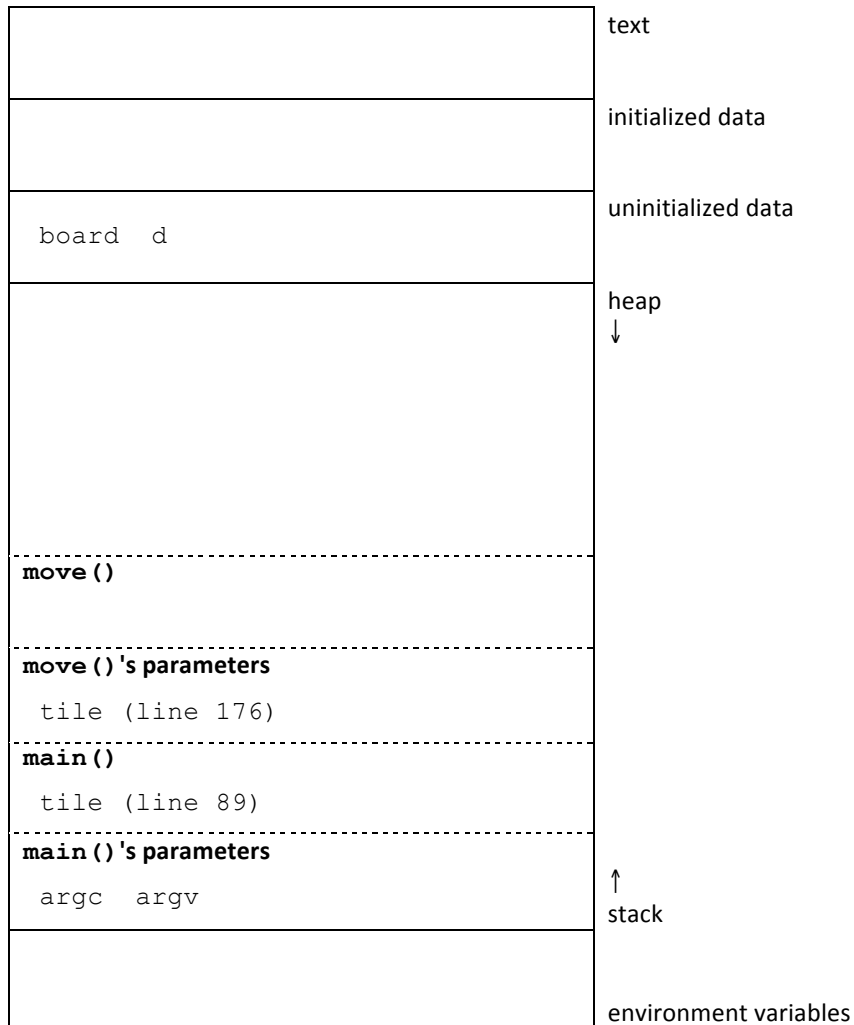 text
initialized data
uninitialized data
board  d
heap
↓
move()
move()'s parameters
tile (line 176)
main()
tile (line 89)
main()'s parameters
argc  argv
↑
stack
environment variables